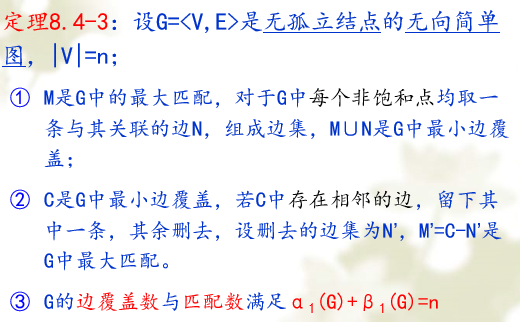 定理8.4-3：设G=<V,E>是无孤立结点的无向简单
图，|V|=n；
① M是G中的最大匹配，对于G中每个非饱和点均取一
条与其关联的边N，组成边集，M∪N是G中最小边覆
盖；
② C是G中最小边覆盖，若C中存在相邻的边，留下其
中一条，其余删去，设删去的边集为N'，M'=C-N'是
G中最大匹配。
③ G的边覆盖数与匹配数满足α₁(G)+β₁(G)=n